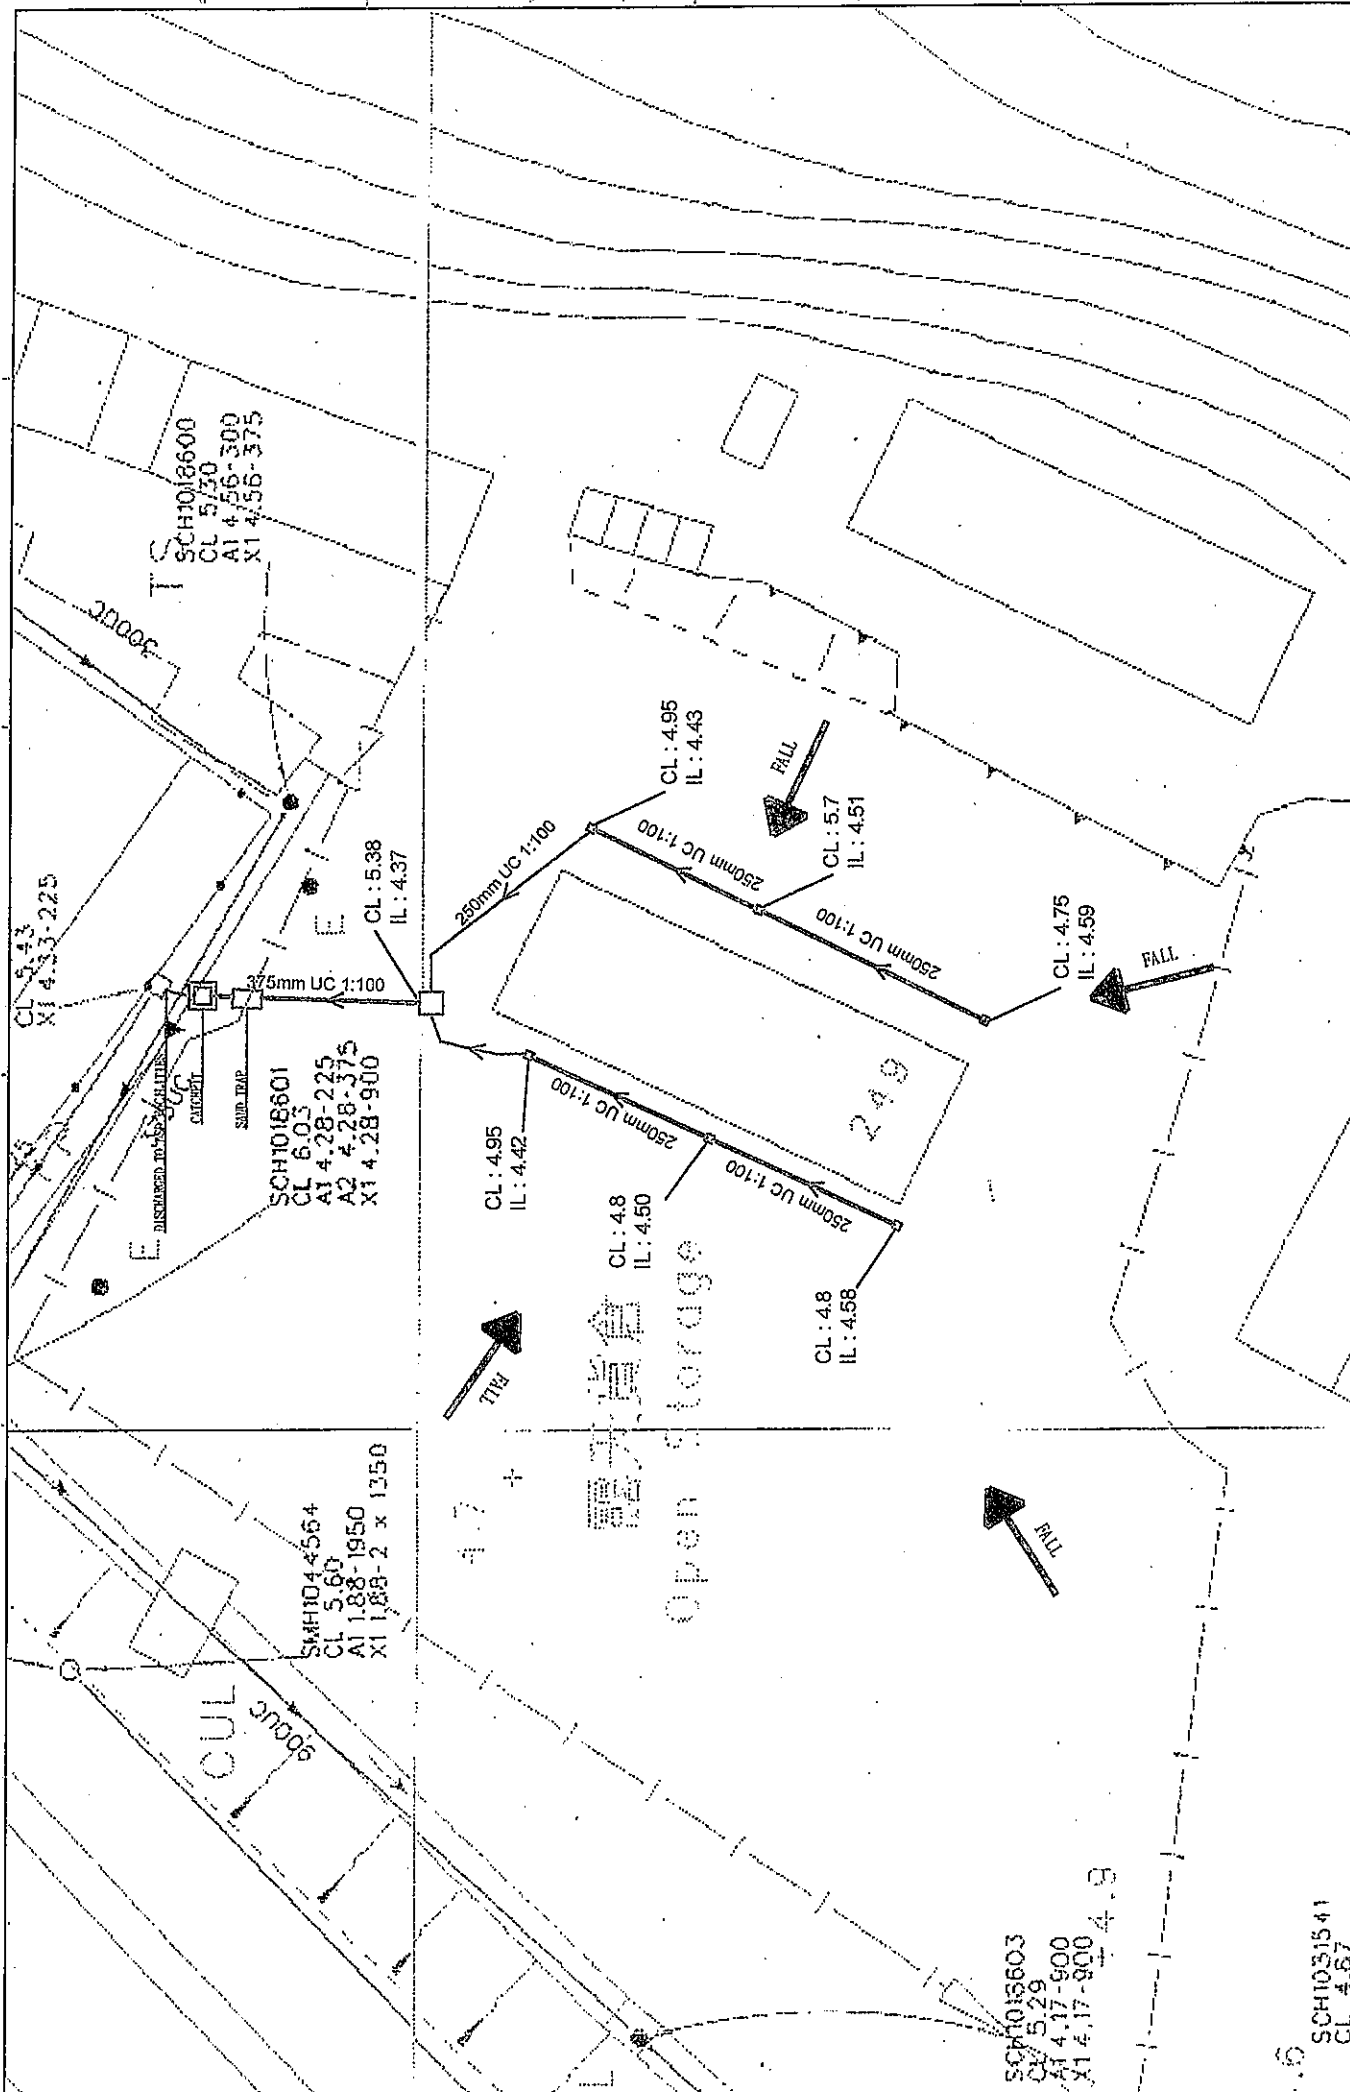 CL 5.43
X1 4.33-225
SCH1018600
CL 5.30
A1 4.56-300
X1 4.56-375
T S
300UC
E
E
DISCHARGED TO
CATCHPIT
SAND TRAP
375mm UC 1:100
CL : 5.38
IL : 4.37
250mm UC 1:100
CL : 4.95
IL : 4.43
FALL
250mm UC 1:100
CL : 5.7
IL : 4.51
250mm UC 1:100
CL : 4.75
IL : 4.59
FALL
SCH1018601
CL 6.03
A1 4.28-225
A2 4.28-375
X1 4.28-900
CL : 4.95
IL : 4.42
250mm UC 1:100
CL : 4.8
IL : 4.50
250mm UC 1:100
CL : 4.8
IL : 4.58
249
FALL
露天貨倉
Open Storage
4.7
+
FALL
SMH1044564
CL 5.60
A1 1.88-1950
X1 1.88-2 x 1350
CUL
900UC
L
SCH1018603
CL 5.29
A1 4.17-900
X1 4.17-900
4.9
.6
SCH1031541
CL 4.67